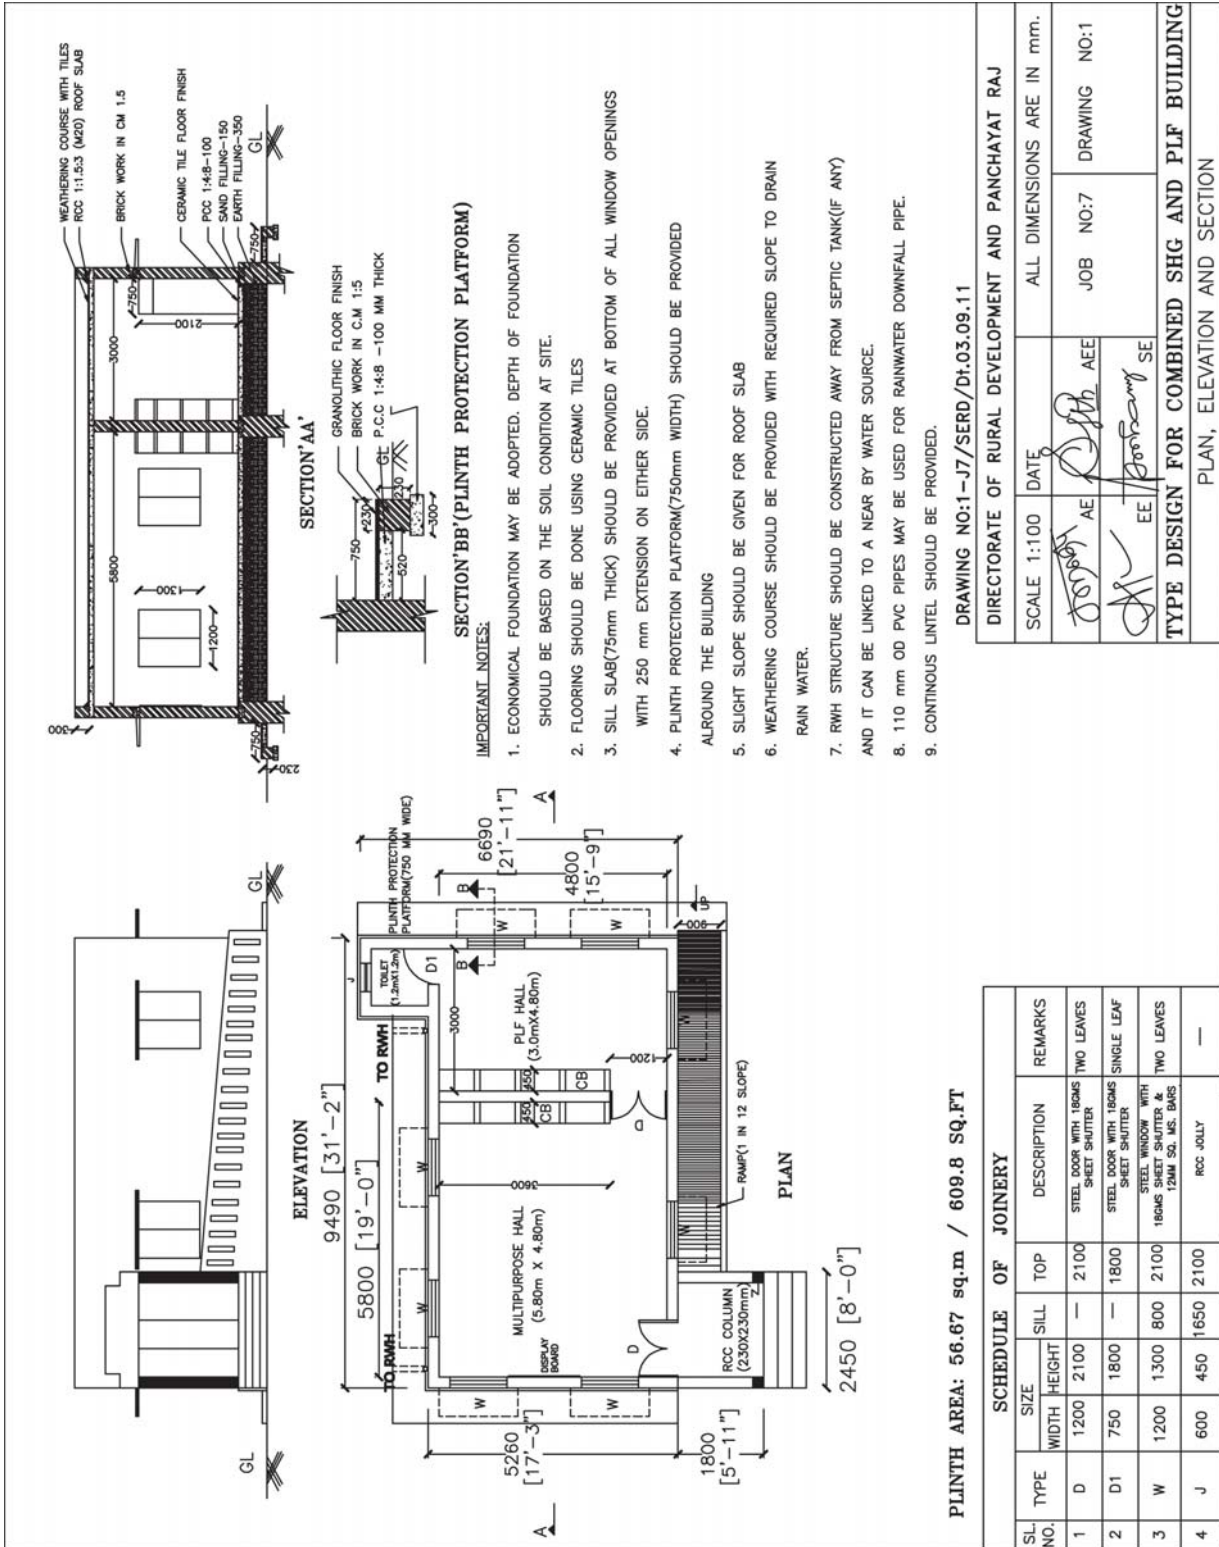 GL
GL
ELEVATION
9490 [31'-2"]
5800 [19'-0"]
TO RWH
TO RWH
J
TOILET
(1.2mX1.2m)
PLINTH PROTECTION
PLATFORM(750 MM WIDE)
D1
B
B
W
W
W
W
W
W
W
W
3000
PLF HALL
(3.0mX4.80m)
450
450
CB
CB
1200
3600
MULTIPURPOSE HALL
(5.80m X 4.80m)
DISPLAY
BOARD
D
D
RCC COLUMN
(230X230mm)
RAMP(1 IN 12 SLOPE)
900
UP
6690
[21'-11"]
4800
[15'-9"]
5260
[17'-3"]
1800
[5'-11"]
2450 [8'-0"]
A
A
PLAN
PLINTH AREA: 56.67 sq.m / 609.8 SQ.FT
SCHEDULE OF JOINERY
SL. NO. TYPE SIZE WIDTH HEIGHT SILL TOP DESCRIPTION REMARKS
1 D 1200 2100 — 2100 STEEL DOOR WITH 18GMS SHEET SHUTTER TWO LEAVES
2 D1 750 1800 — 1800 STEEL DOOR WITH 18GMS SHEET SHUTTER SINGLE LEAF
3 W 1200 1300 800 2100 STEEL WINDOW WITH 18GMS SHEET SHUTTER & 12MM SQ. MS. BARS TWO LEAVES
4 J 600 450 1650 2100 RCC JOLLY —
WEATHERING COURSE WITH TILES
RCC 1:1.5:3 (M20) ROOF SLAB
BRICK WORK IN CM 1.5
CERAMIC TILE FLOOR FINISH
PCC 1:4:8-100
SAND FILLING-150
EARTH FILLING-350
GL
300
5800
3000
750
2100
1300
1200
750
750
230
SECTION'AA'
GRANOLITHIC FLOOR FINISH
BRICK WORK IN C.M 1:5
P.C.C 1:4:8 -100 MM THICK
GL
750
230
230
520
300
SECTION'BB'(PLINTH PROTECTION PLATFORM)
IMPORTANT NOTES:
1. ECONOMICAL FOUNDATION MAY BE ADOPTED. DEPTH OF FOUNDATION
SHOULD BE BASED ON THE SOIL CONDITION AT SITE.
2. FLOORING SHOULD BE DONE USING CERAMIC TILES
3. SILL SLAB(75mm THICK) SHOULD BE PROVIDED AT BOTTOM OF ALL WINDOW OPENINGS
WITH 250 mm EXTENSION ON EITHER SIDE.
4. PLINTH PROTECTION PLATFORM(750mm WIDTH) SHOULD BE PROVIDED
ALROUND THE BUILDING
5. SLIGHT SLOPE SHOULD BE GIVEN FOR ROOF SLAB
6. WEATHERING COURSE SHOULD BE PROVIDED WITH REQUIRED SLOPE TO DRAIN
RAIN WATER.
7. RWH STRUCTURE SHOULD BE CONSTRUCTED AWAY FROM SEPTIC TANK(IF ANY)
AND IT CAN BE LINKED TO A NEAR BY WATER SOURCE.
8. 110 mm OD PVC PIPES MAY BE USED FOR RAINWATER DOWNFALL PIPE.
9. CONTINOUS LINTEL SHOULD BE PROVIDED.
DRAWING NO:1-J7/SERD/Dt.03.09.11
DIRECTORATE OF RURAL DEVELOPMENT AND PANCHAYAT RAJ
SCALE 1:100 DATE ALL DIMENSIONS ARE IN mm.
AE AEE JOB NO:7 DRAWING NO:1
EE SE
TYPE DESIGN FOR COMBINED SHG AND PLF BUILDING
PLAN, ELEVATION AND SECTION